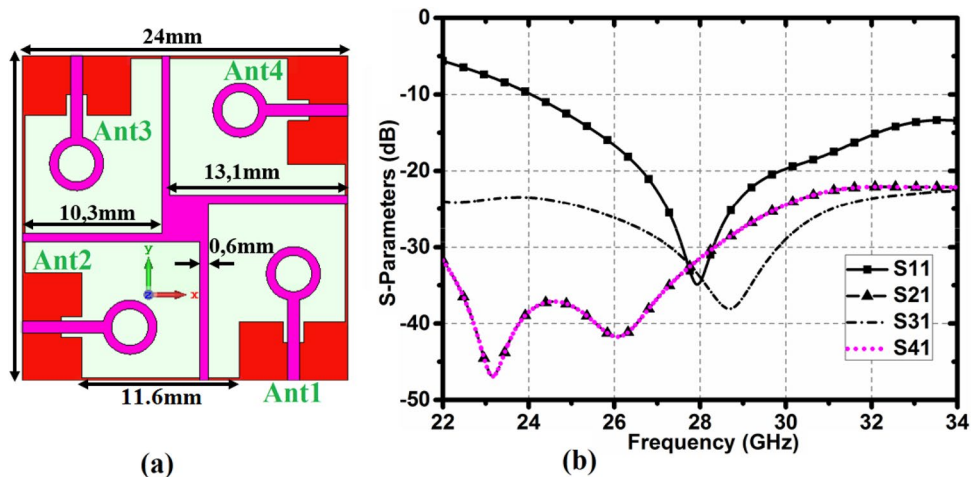 (a)
24mm
Ant4
Ant3
13,1mm
10,3mm
Ant2
0,6mm
y
z
x
11.6mm
Ant1
(a)
0
-10
-20
-30
-40
-50
S-Parameters (dB)
S11
S21
S31
S41
22 24 26 28 30 32 34
Frequency (GHz)
(b)